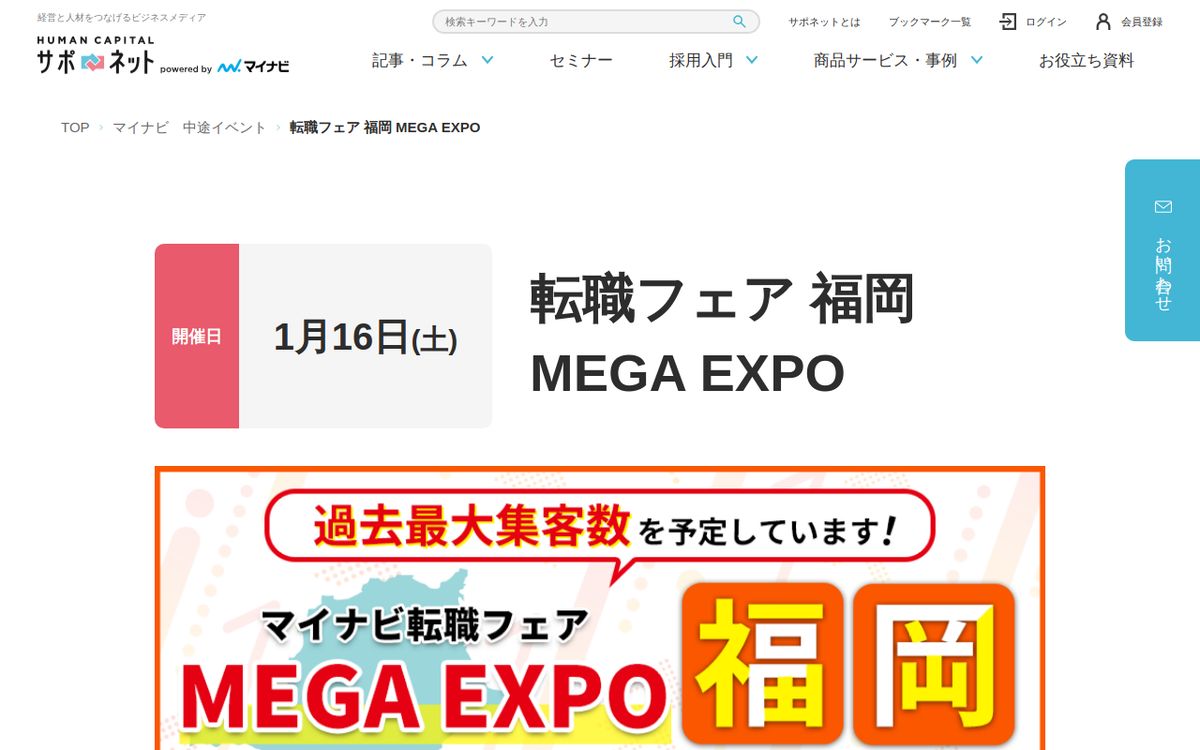 経営と人材をつなげるビジネスメディア
検索キーワードを入力
サポネットとは
ブックマーク一覧
ログイン
会員登録
HUMAN CAPITAL
サポネット powered by マイナビ
記事・コラム
セミナー
採用入門
商品サービス・事例
お役立ち資料
TOP › マイナビ 中途イベント › 転職フェア 福岡 MEGA EXPO
お問い合わせ
開催日
1月16日(土)
転職フェア 福岡
MEGA EXPO
過去最大集客数を予定しています!
マイナビ転職フェア
MEGA EXPO
福岡